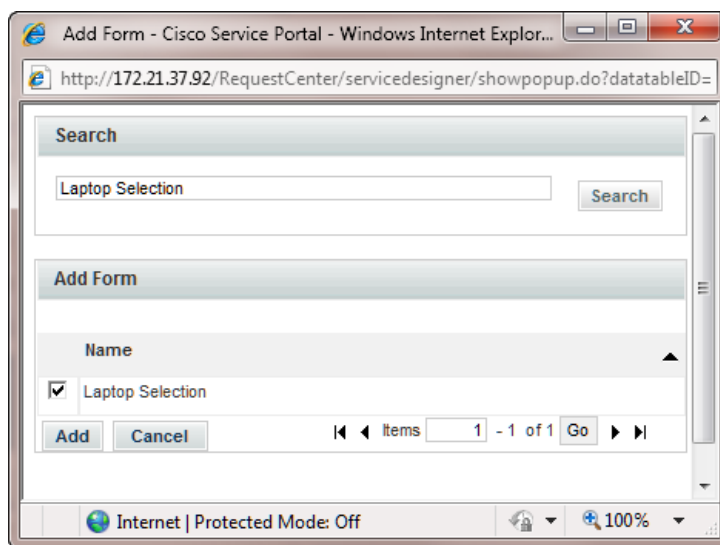 Add Form - Cisco Service Portal - Windows Internet Explor...
http://172.21.37.92/RequestCenter/servicedesigner/showpopup.do?datatableID=
Search
Laptop Selection
Search
Add Form
Name
Laptop Selection
Add Cancel Items 1 - 1 of 1 Go
Internet | Protected Mode: Off 100%